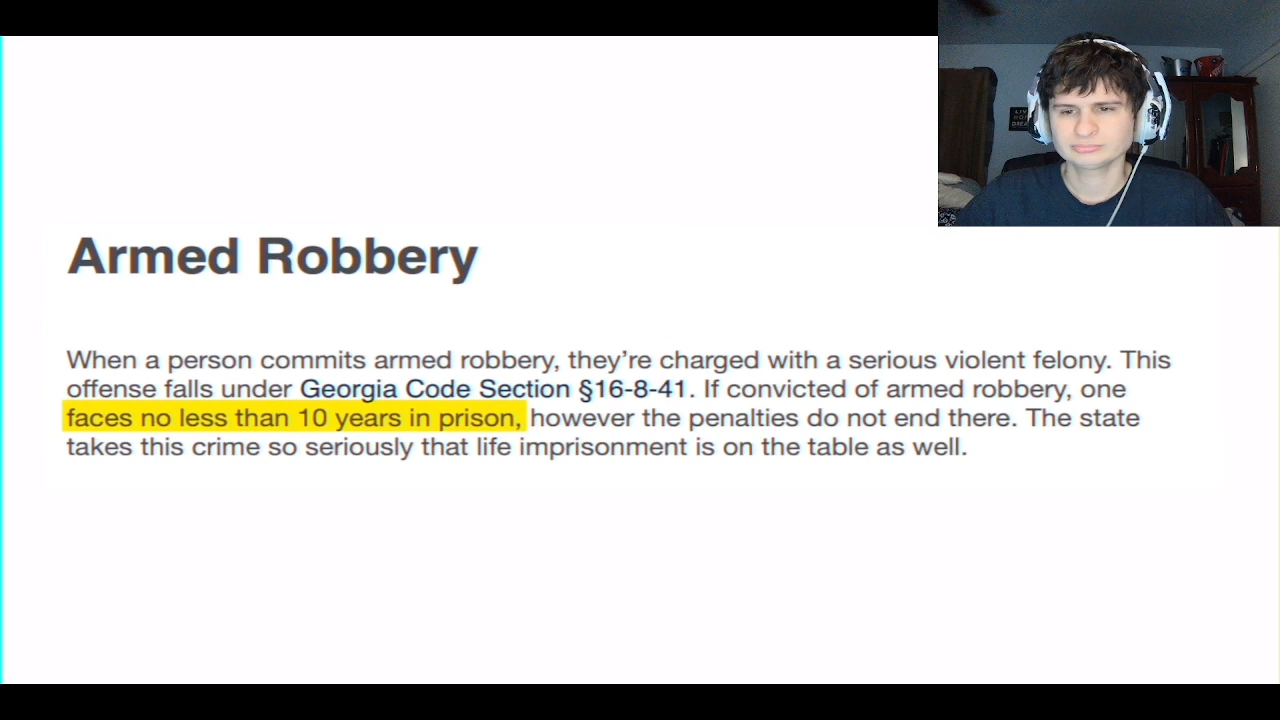 Armed Robbery
When a person commits armed robbery, they're charged with a serious violent felony. This
offense falls under Georgia Code Section §16-8-41. If convicted of armed robbery, one
faces no less than 10 years in prison, however the penalties do not end there. The state
takes this crime so seriously that life imprisonment is on the table as well.